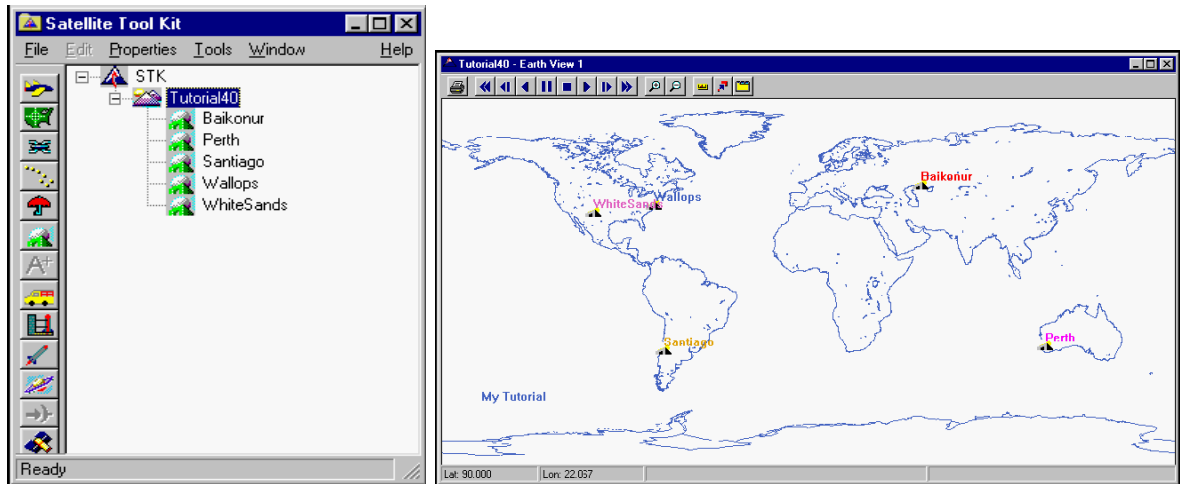 Satellite Tool Kit
File Edit Properties Tools Window Help
STK
Tutorial40
Baikonur
Perth
Santiago
Wallops
WhiteSands
A+
Ready
Tutorial40 - Earth View 1
Baikonur
WhiteSands
Wallops
Santiago
Perth
My Tutorial
Lat: 90.000 Lon: 22.067